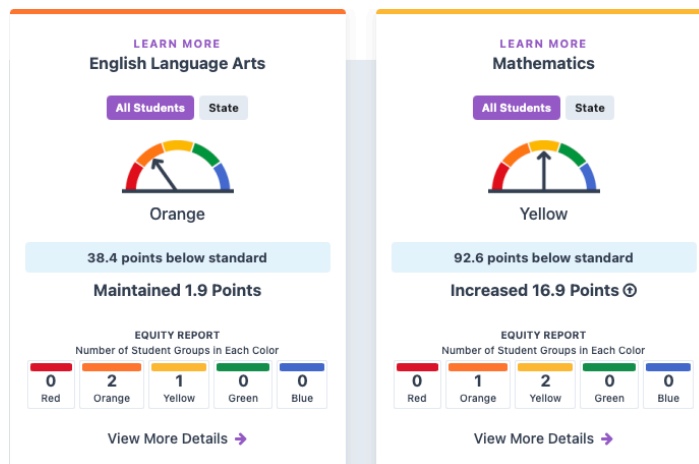 LEARN MORE
English Language Arts
All Students State
Orange
38.4 points below standard
Maintained 1.9 Points
EQUITY REPORT
Number of Student Groups in Each Color
0 2 1 0 0
Red Orange Yellow Green Blue
View More Details
LEARN MORE
Mathematics
All Students State
Yellow
92.6 points below standard
Increased 16.9 Points
EQUITY REPORT
Number of Student Groups in Each Color
0 1 2 0 0
Red Orange Yellow Green Blue
View More Details